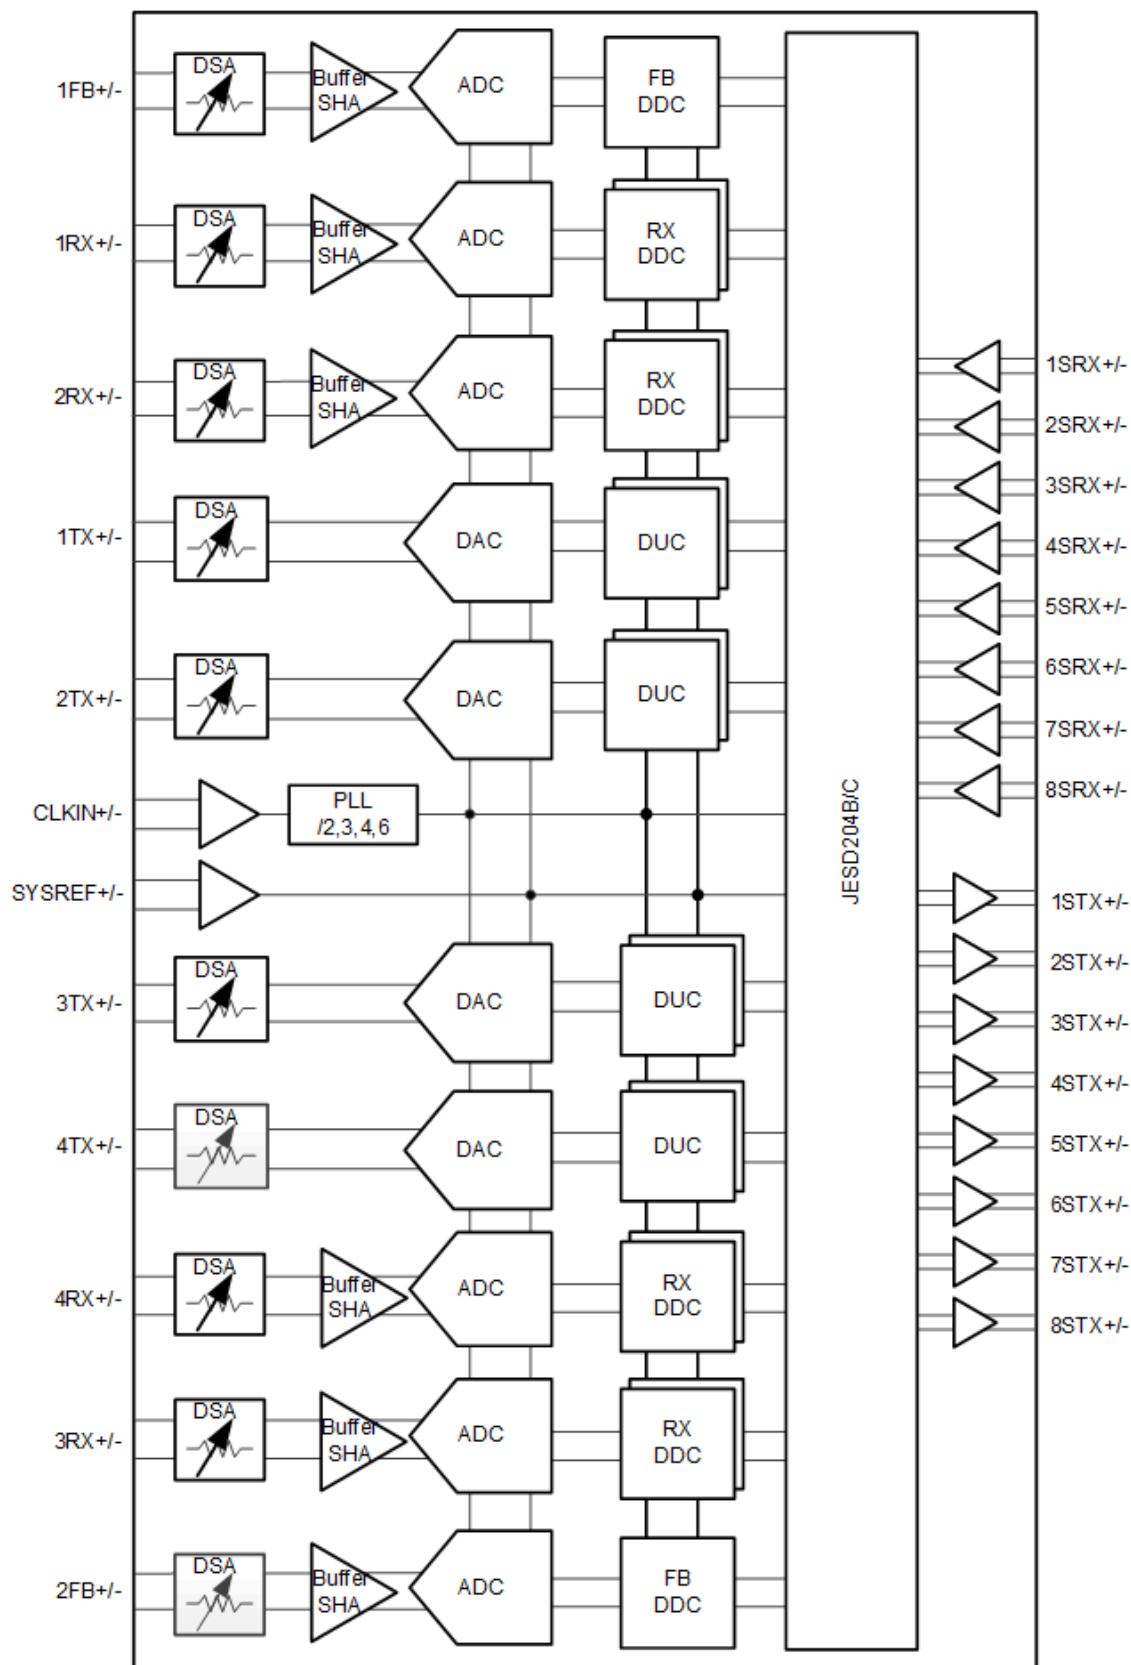 1FB+/-
DSA
Buffer
SHA
ADC
FB
DDC
1RX+/-
DSA
Buffer
SHA
ADC
RX
DDC
2RX+/-
DSA
Buffer
SHA
ADC
RX
DDC
1TX+/-
DSA
DAC
DUC
2TX+/-
DSA
DAC
DUC
CLKIN+/-
PLL
/2,3,4,6
SYSREF+/-
3TX+/-
DSA
DAC
DUC
4TX+/-
DSA
DAC
DUC
4RX+/-
DSA
Buffer
SHA
ADC
RX
DDC
3RX+/-
DSA
Buffer
SHA
ADC
RX
DDC
2FB+/-
DSA
Buffer
SHA
ADC
FB
DDC
JESD204B/C
1SRX+/-
2SRX+/-
3SRX+/-
4SRX+/-
5SRX+/-
6SRX+/-
7SRX+/-
8SRX+/-
1STX+/-
2STX+/-
3STX+/-
4STX+/-
5STX+/-
6STX+/-
7STX+/-
8STX+/-